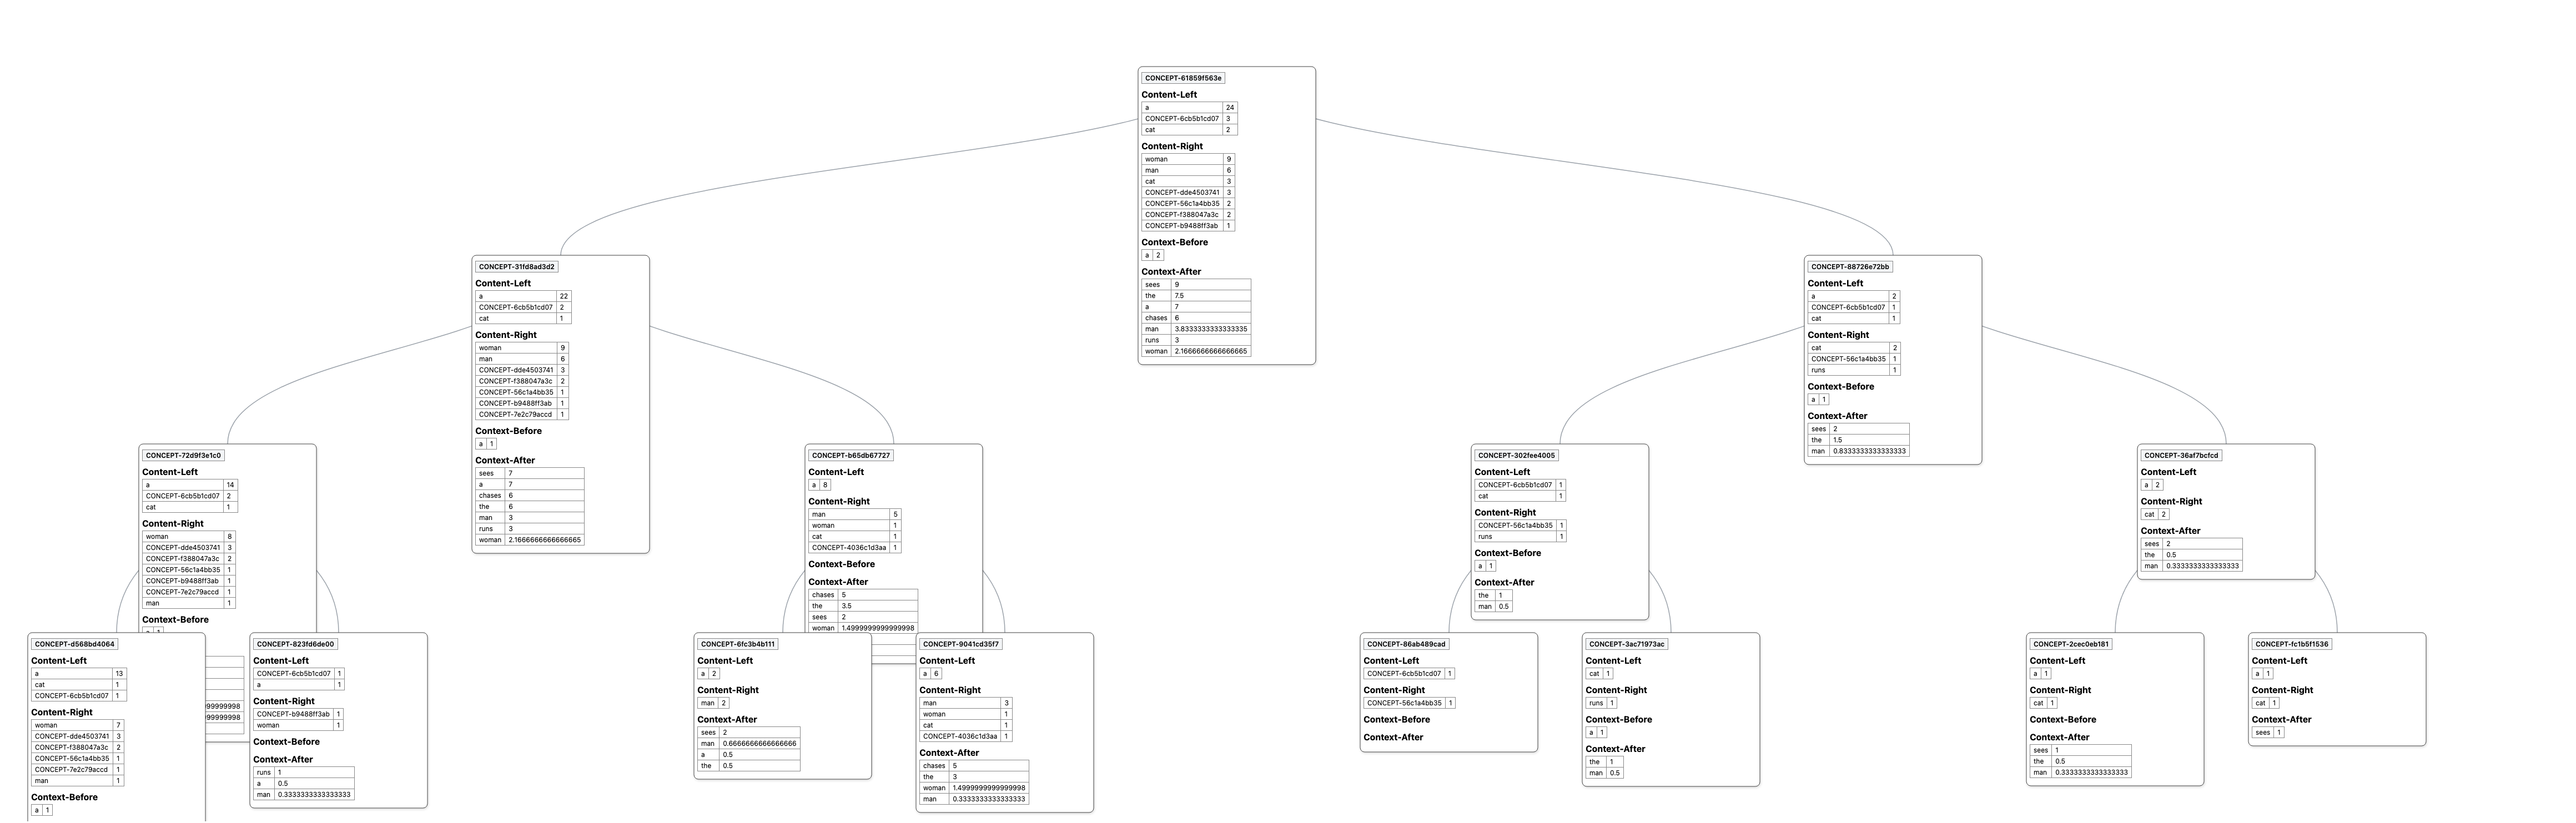 CONCEPT-61859f563e
Content-Left
a 24
CONCEPT-6cb5b1cd07 3
cat 2
Content-Right
woman 9
man 6
cat 3
CONCEPT-dde4503741 3
CONCEPT-56c1a4bb35 2
CONCEPT-f388047a3c 2
CONCEPT-b9488ff3ab 1
Context-Before
a 2
Context-After
sees 9
the 7.5
a 7
chases 6
man 3.8333333333333335
runs 3
woman 2.1666666666666665
CONCEPT-31fd8ad3d2
Content-Left
a 22
CONCEPT-6cb5b1cd07 2
cat 1
Content-Right
woman 9
man 6
CONCEPT-dde4503741 3
CONCEPT-f388047a3c 2
CONCEPT-56c1a4bb35 1
CONCEPT-b9488ff3ab 1
CONCEPT-7e2c79accd 1
Context-Before
a 1
Context-After
sees 7
a 7
chases 6
the 6
man 3
runs 3
woman 2.1666666666666665
CONCEPT-88726e72bb
Content-Left
a 2
CONCEPT-6cb5b1cd07 1
cat 1
Content-Right
cat 2
CONCEPT-56c1a4bb35 1
runs 1
Context-Before
a 1
Context-After
sees 2
the 1.5
man 0.8333333333333333
CONCEPT-72d9f3e1c0
Content-Left
a 14
CONCEPT-6cb5b1cd07 2
cat 1
Content-Right
woman 8
CONCEPT-dde4503741 3
CONCEPT-f388047a3c 2
CONCEPT-56c1a4bb35 1
CONCEPT-b9488ff3ab 1
CONCEPT-7e2c79accd 1
man 1
Context-Before
99999998
99999998
CONCEPT-b65db67727
Content-Left
a 8
Content-Right
man 5
woman 1
cat 1
CONCEPT-4036c1d3aa 1
Context-Before
Context-After
chases 5
the 3.5
sees 2
woman 1.4999999999999998
CONCEPT-302fee4005
Content-Left
CONCEPT-6cb5b1cd07 1
cat 1
Content-Right
CONCEPT-56c1a4bb35 1
runs 1
Context-Before
a 1
Context-After
the 1
man 0.5
CONCEPT-36af7bcfcd
Content-Left
a 2
Content-Right
cat 2
Context-After
sees 2
the 0.5
man 0.3333333333333333
CONCEPT-d568bd4064
Content-Left
a 13
cat 1
CONCEPT-6cb5b1cd07 1
Content-Right
woman 7
CONCEPT-dde4503741 3
CONCEPT-f388047a3c 2
CONCEPT-56c1a4bb35 1
CONCEPT-7e2c79accd 1
man 1
Context-Before
a 1
CONCEPT-823fd6de00
Content-Left
CONCEPT-6cb5b1cd07 1
a 1
Content-Right
CONCEPT-b9488ff3ab 1
woman 1
Context-Before
Context-After
runs 1
a 0.5
man 0.3333333333333333
CONCEPT-6fc3b4b111
Content-Left
a 2
Content-Right
man 2
Context-After
sees 2
man 0.6666666666666666
a 0.5
the 0.5
CONCEPT-9041cd35f7
Content-Left
a 6
Content-Right
man 3
woman 1
cat 1
CONCEPT-4036c1d3aa 1
Context-After
chases 5
the 3
woman 1.4999999999999998
man 0.3333333333333333
CONCEPT-86ab489cad
Content-Left
CONCEPT-6cb5b1cd07 1
Content-Right
CONCEPT-56c1a4bb35 1
Context-Before
Context-After
CONCEPT-3ac71973ac
Content-Left
cat 1
Content-Right
runs 1
Context-Before
a 1
Context-After
the 1
man 0.5
CONCEPT-2cec0eb181
Content-Left
a 1
Content-Right
cat 1
Context-Before
Context-After
sees 1
the 0.5
man 0.3333333333333333
CONCEPT-fc1b5f1536
Content-Left
a 1
Content-Right
cat 1
Context-After
sees 1